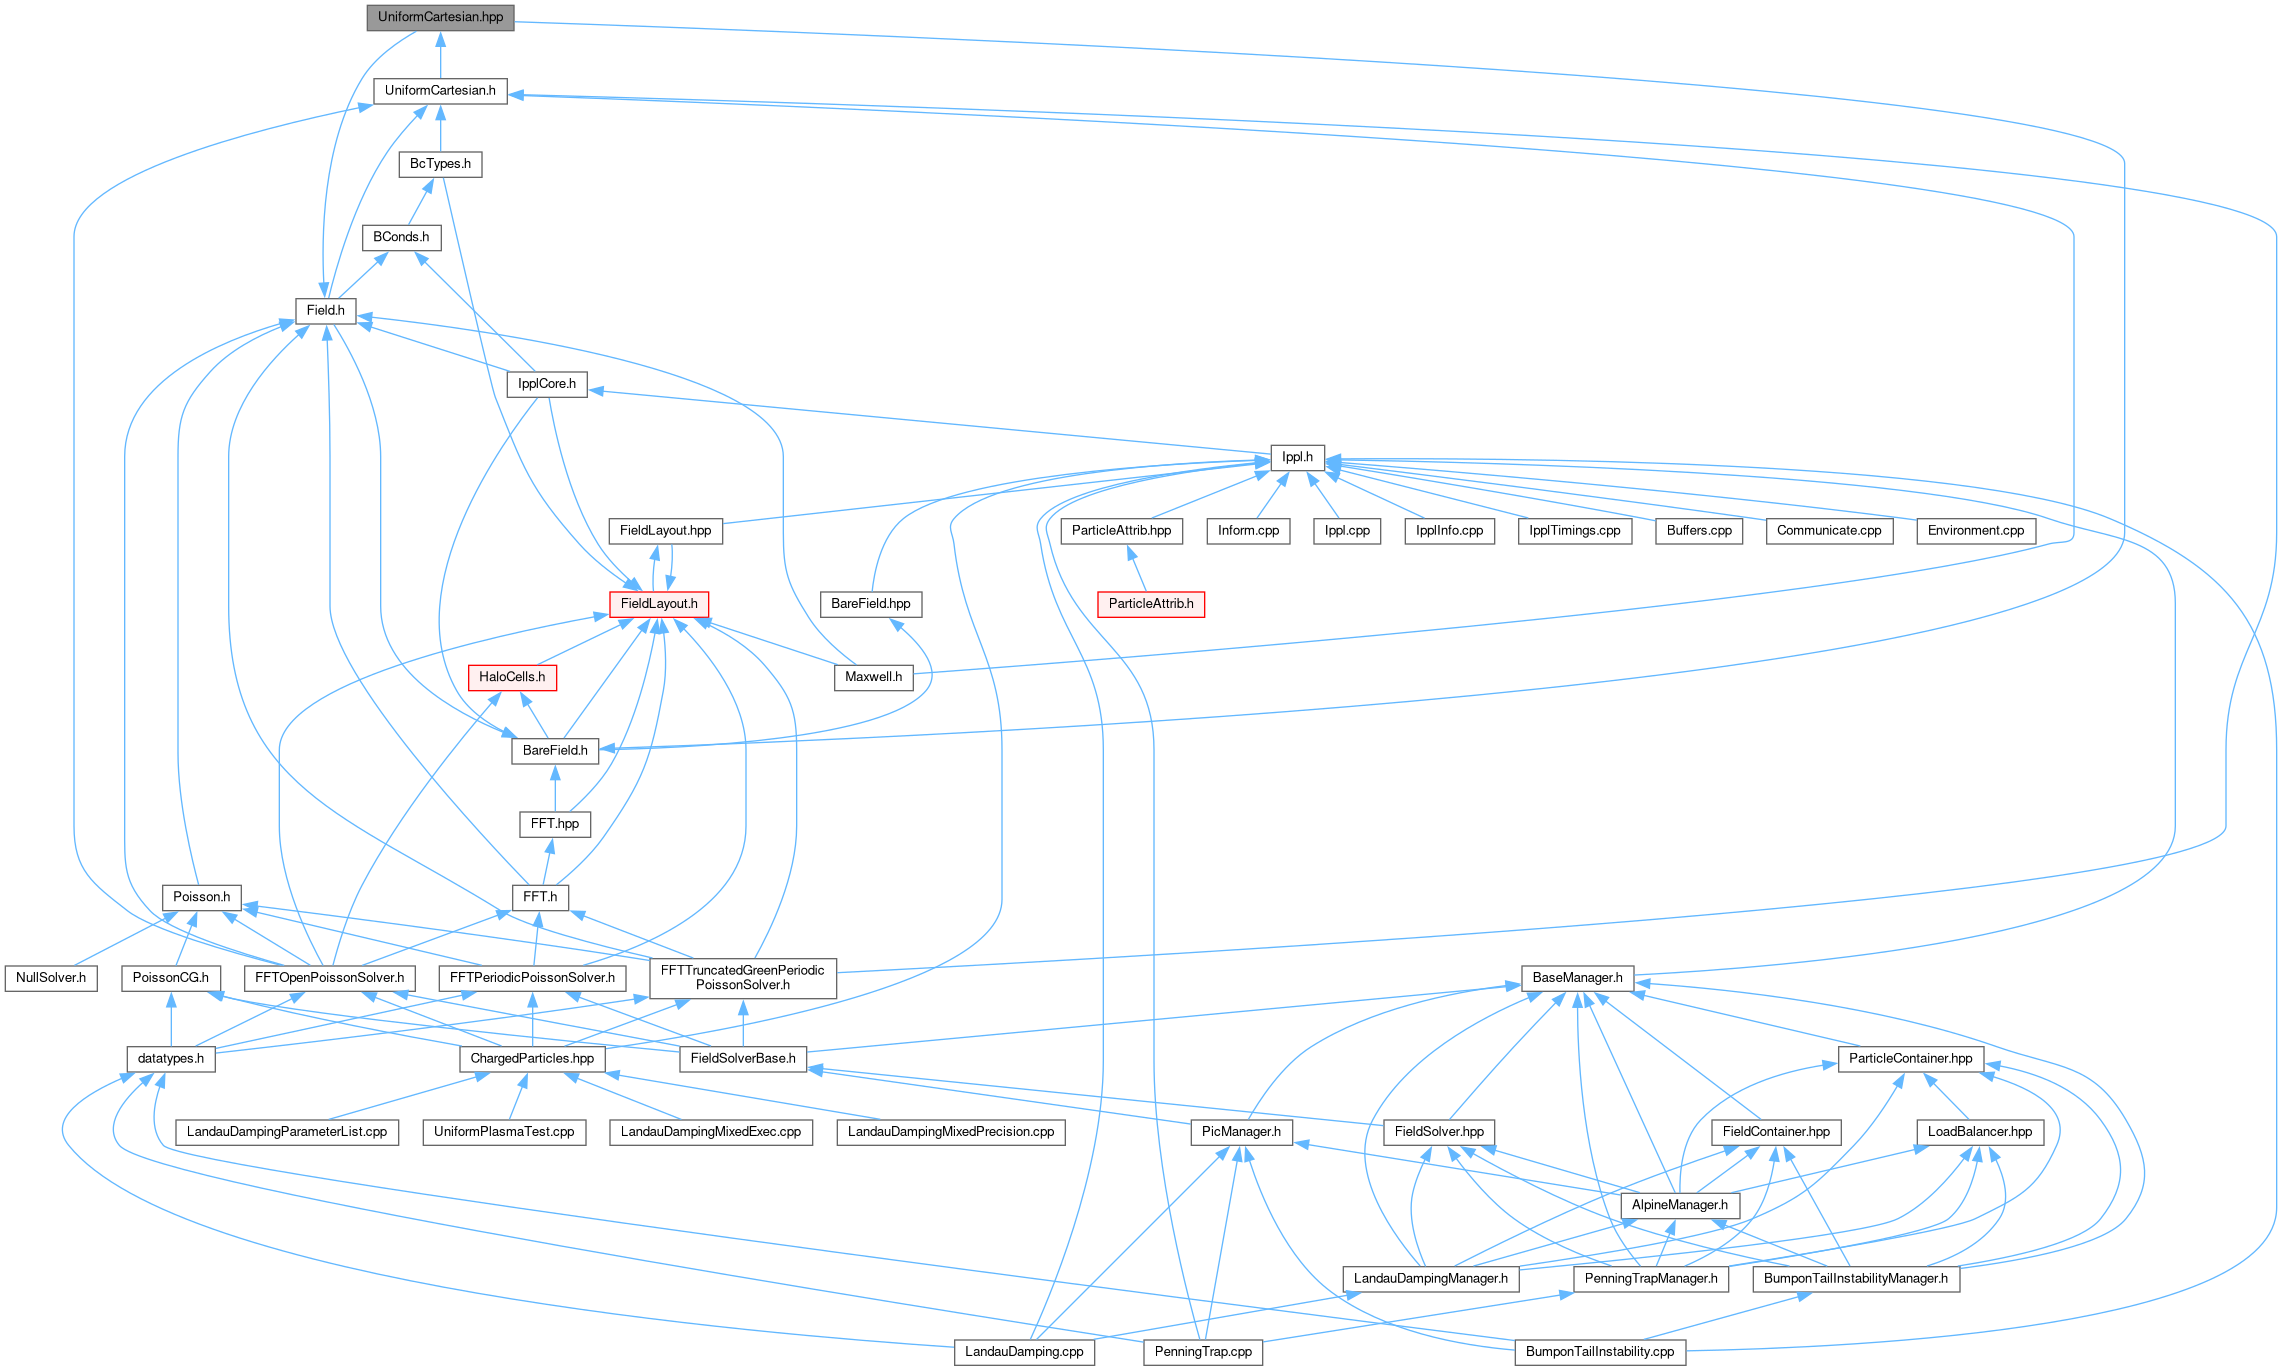 UniformCartesian.hpp
UniformCartesian.h
BcTypes.h
BConds.h
Field.h
IpplCore.h
Ippl.h
FieldLayout.hpp
ParticleAttrib.hpp
Inform.cpp
Ippl.cpp
IpplInfo.cpp
IpplTimings.cpp
Buffers.cpp
Communicate.cpp
Environment.cpp
FieldLayout.h
BareField.hpp
ParticleAttrib.h
HaloCells.h
Maxwell.h
BareField.h
FFT.hpp
Poisson.h
FFT.h
NullSolver.h
PoissonCG.h
FFTOpenPoissonSolver.h
FFTPeriodicPoissonSolver.h
FFTTruncatedGreenPeriodic
PoissonSolver.h
BaseManager.h
datatypes.h
ChargedParticles.hpp
FieldSolverBase.h
ParticleContainer.hpp
LandauDampingParameterList.cpp
UniformPlasmaTest.cpp
LandauDampingMixedExec.cpp
LandauDampingMixedPrecision.cpp
PicManager.h
FieldSolver.hpp
FieldContainer.hpp
LoadBalancer.hpp
AlpineManager.h
LandauDampingManager.h
PenningTrapManager.h
BumponTailInstabilityManager.h
LandauDamping.cpp
PenningTrap.cpp
BumponTailInstability.cpp